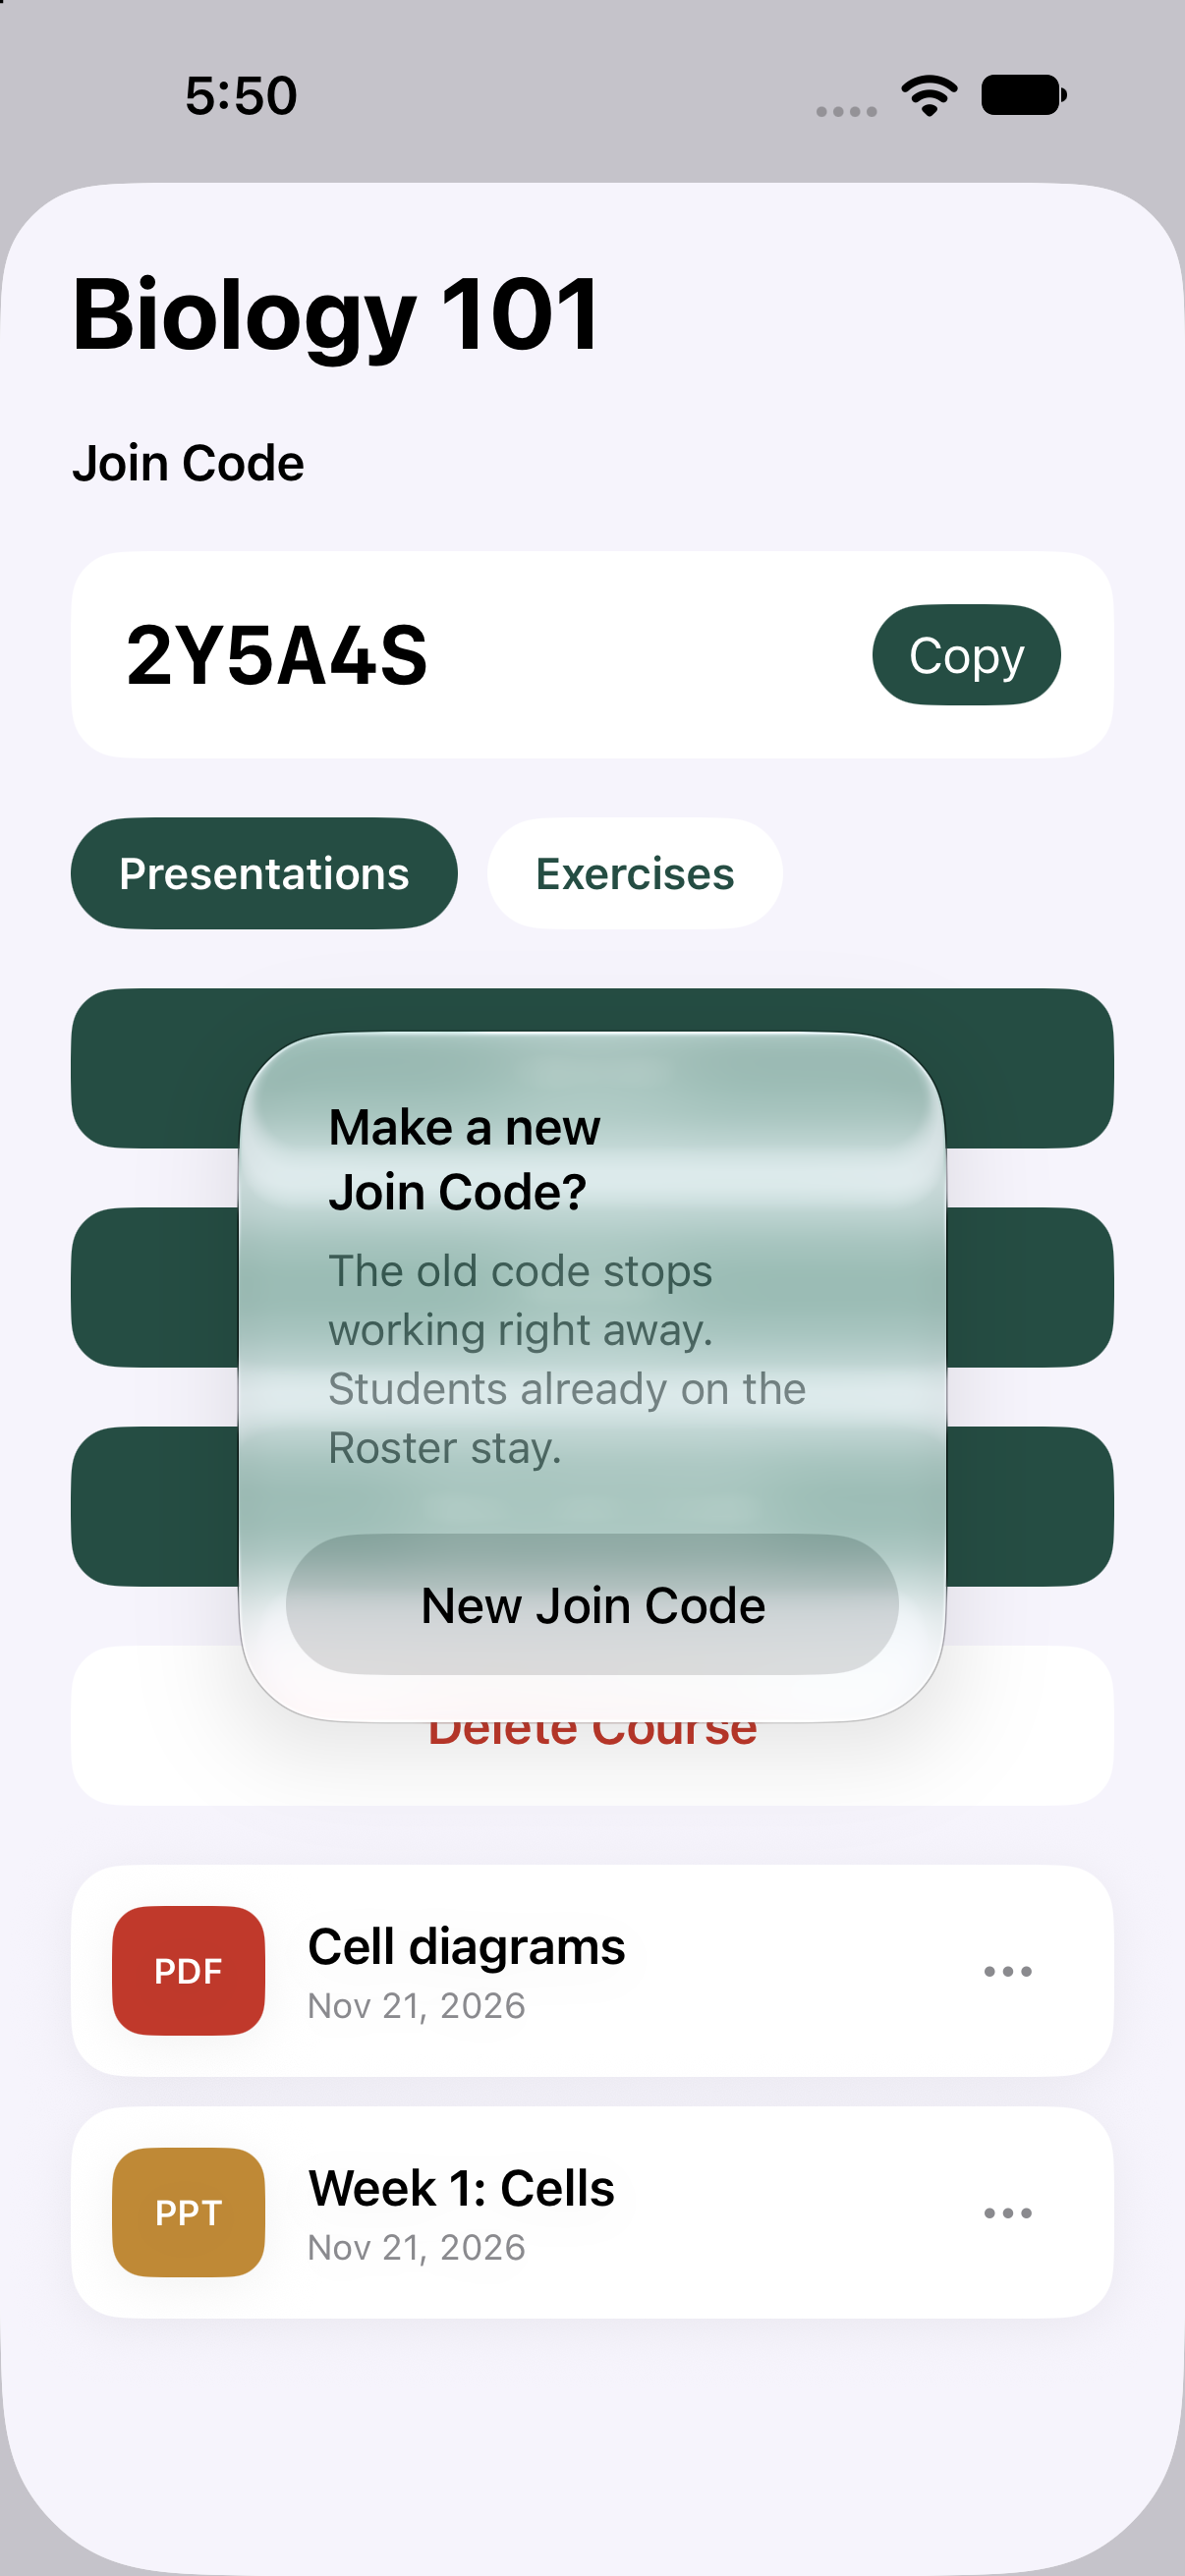 5:50
Biology 101
Join Code
2Y5A4S
Copy
Presentations
Exercises
Make a new
Join Code?
The old code stops
working right away.
Students already on the
Roster stay.
New Join Code
Delete Course
PDF
Cell diagrams
Nov 21, 2026
PPT
Week 1: Cells
Nov 21, 2026